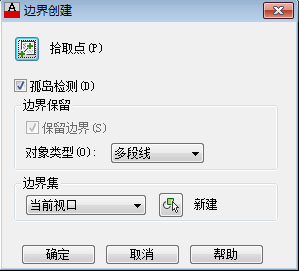 边界创建
拾取点(P)
孤岛检测(D)
边界保留
保留边界(S)
对象类型(O): 多段线
边界集
当前视口 新建
确定 取消 帮助